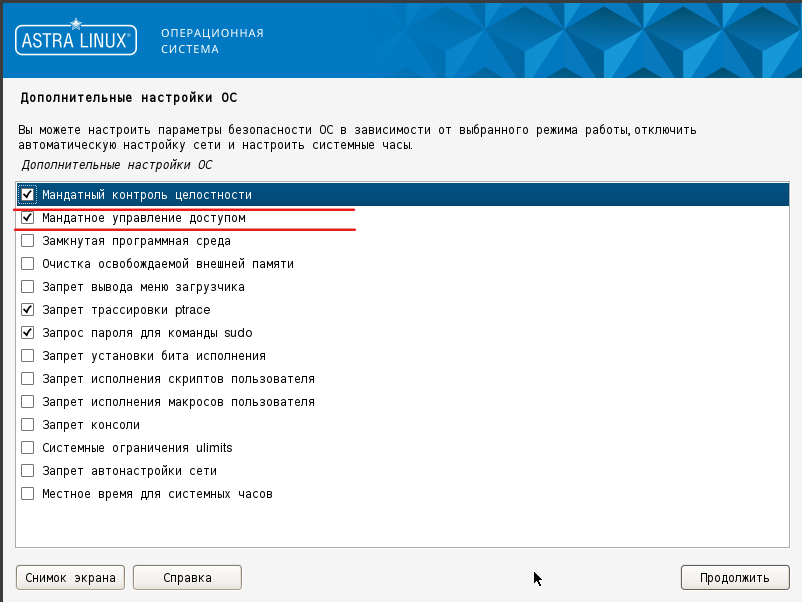 ASTRA LINUX®
ОПЕРАЦИОННАЯ
СИСТЕМА
Дополнительные настройки ОС
Вы можете настроить параметры безопасности ОС в зависимости от выбранного режима работы, отключить
автоматическую настройку сети и настроить системные часы.
Дополнительные настройки ОС
Мандатный контроль целостности
Мандатное управление доступом
Замкнутая программная среда
Очистка освобождаемой внешней памяти
Запрет вывода меню загрузчика
Запрет трассировки ptrace
Запрос пароля для команды sudo
Запрет установки бита исполнения
Запрет исполнения скриптов пользователя
Запрет исполнения макросов пользователя
Запрет консоли
Системные ограничения ulimits
Запрет автонастройки сети
Местное время для системных часов
Снимок экрана
Справка
Продолжить